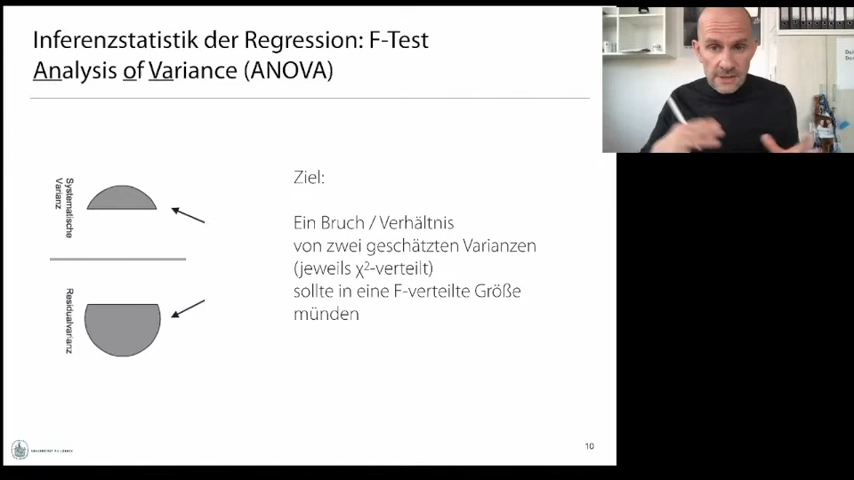 Inferenzstatistik der Regression: F-Test
Analysis of Variance (ANOVA)
Systematische
Varianz
Residualvarianz
Ziel:
Ein Bruch / Verhältnis
von zwei geschätzten Varianzen
(jeweils χ²-verteilt)
sollte in eine F-verteilte Größe
münden
10